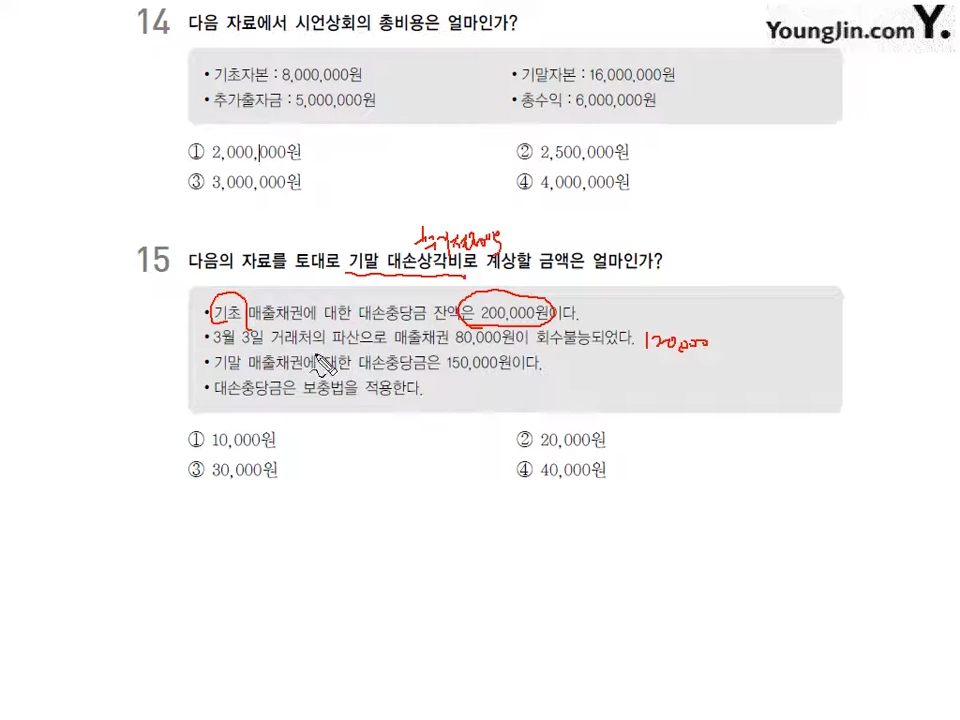 14 다음 자료에서 시언상회의 총비용은 얼마인가?
YoungJin.com Y.
• 기초자본 : 8,000,000원 • 기말자본 : 16,000,000원
• 추가출자금 : 5,000,000원 • 총수익 : 6,000,000원
① 2,000,000원 ② 2,500,000원
③ 3,000,000원 ④ 4,000,000원
15 다음의 자료를 토대로 기말 대손상각비로 계상할 금액은 얼마인가?
• 기초 매출채권에 대한 대손충당금 잔액은 200,000원이다.
• 3월 3일 거래처의 파산으로 매출채권 80,000원이 회수불능되었다. 120,000
• 기말 매출채권에 대한 대손충당금은 150,000원이다.
• 대손충당금은 보충법을 적용한다.
① 10,000원 ② 20,000원
③ 30,000원 ④ 40,000원